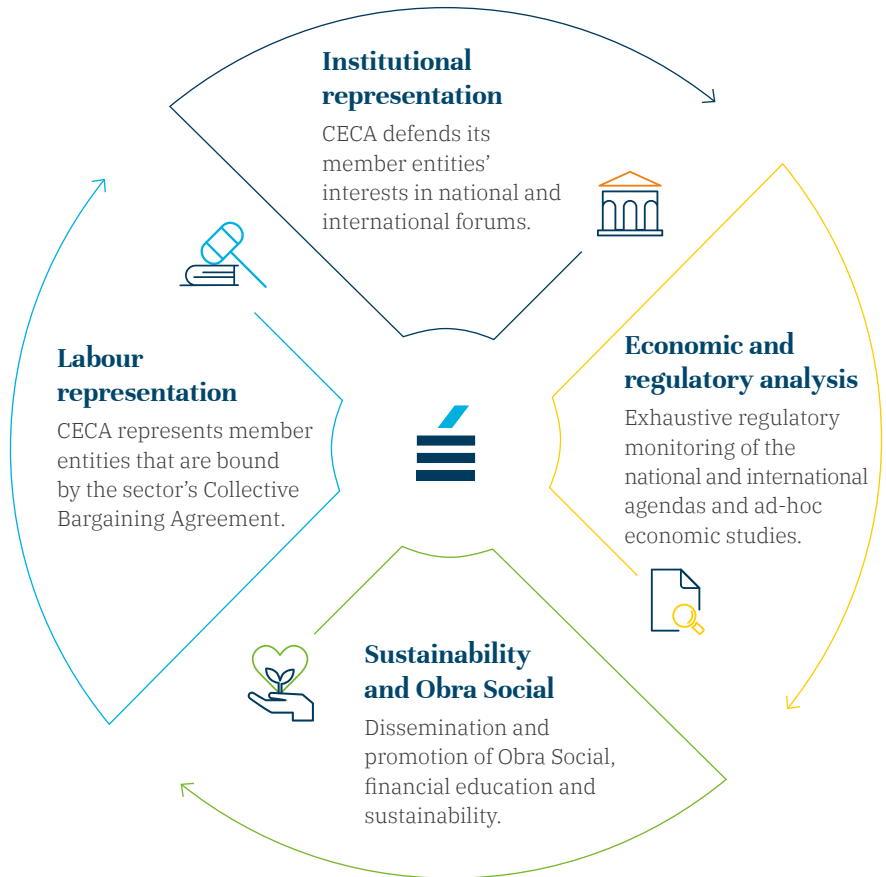 Institutional
representation
CECA defends its
member entities’
interests in national and
international forums.
Economic and
regulatory analysis
Exhaustive regulatory
monitoring of the
national and international
agendas and ad-hoc
economic studies.
Sustainability
and Obra Social
Dissemination and
promotion of Obra Social,
financial education and
sustainability.
Labour
representation
CECA represents member
entities that are bound
by the sector’s Collective
Bargaining Agreement.